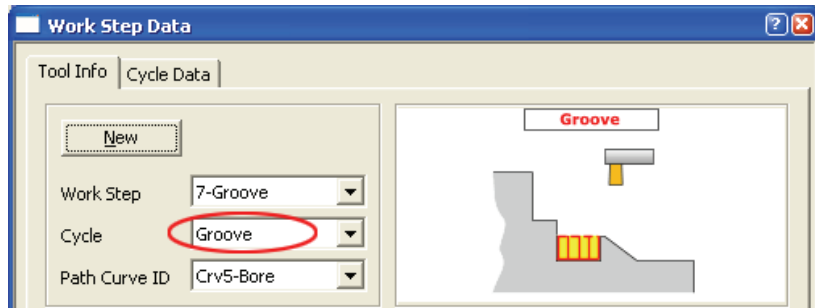 Work Step Data
Tool Info Cycle Data
New
Groove
Work Step 7-Groove
Cycle Groove
Path Curve ID Crv5-Bore